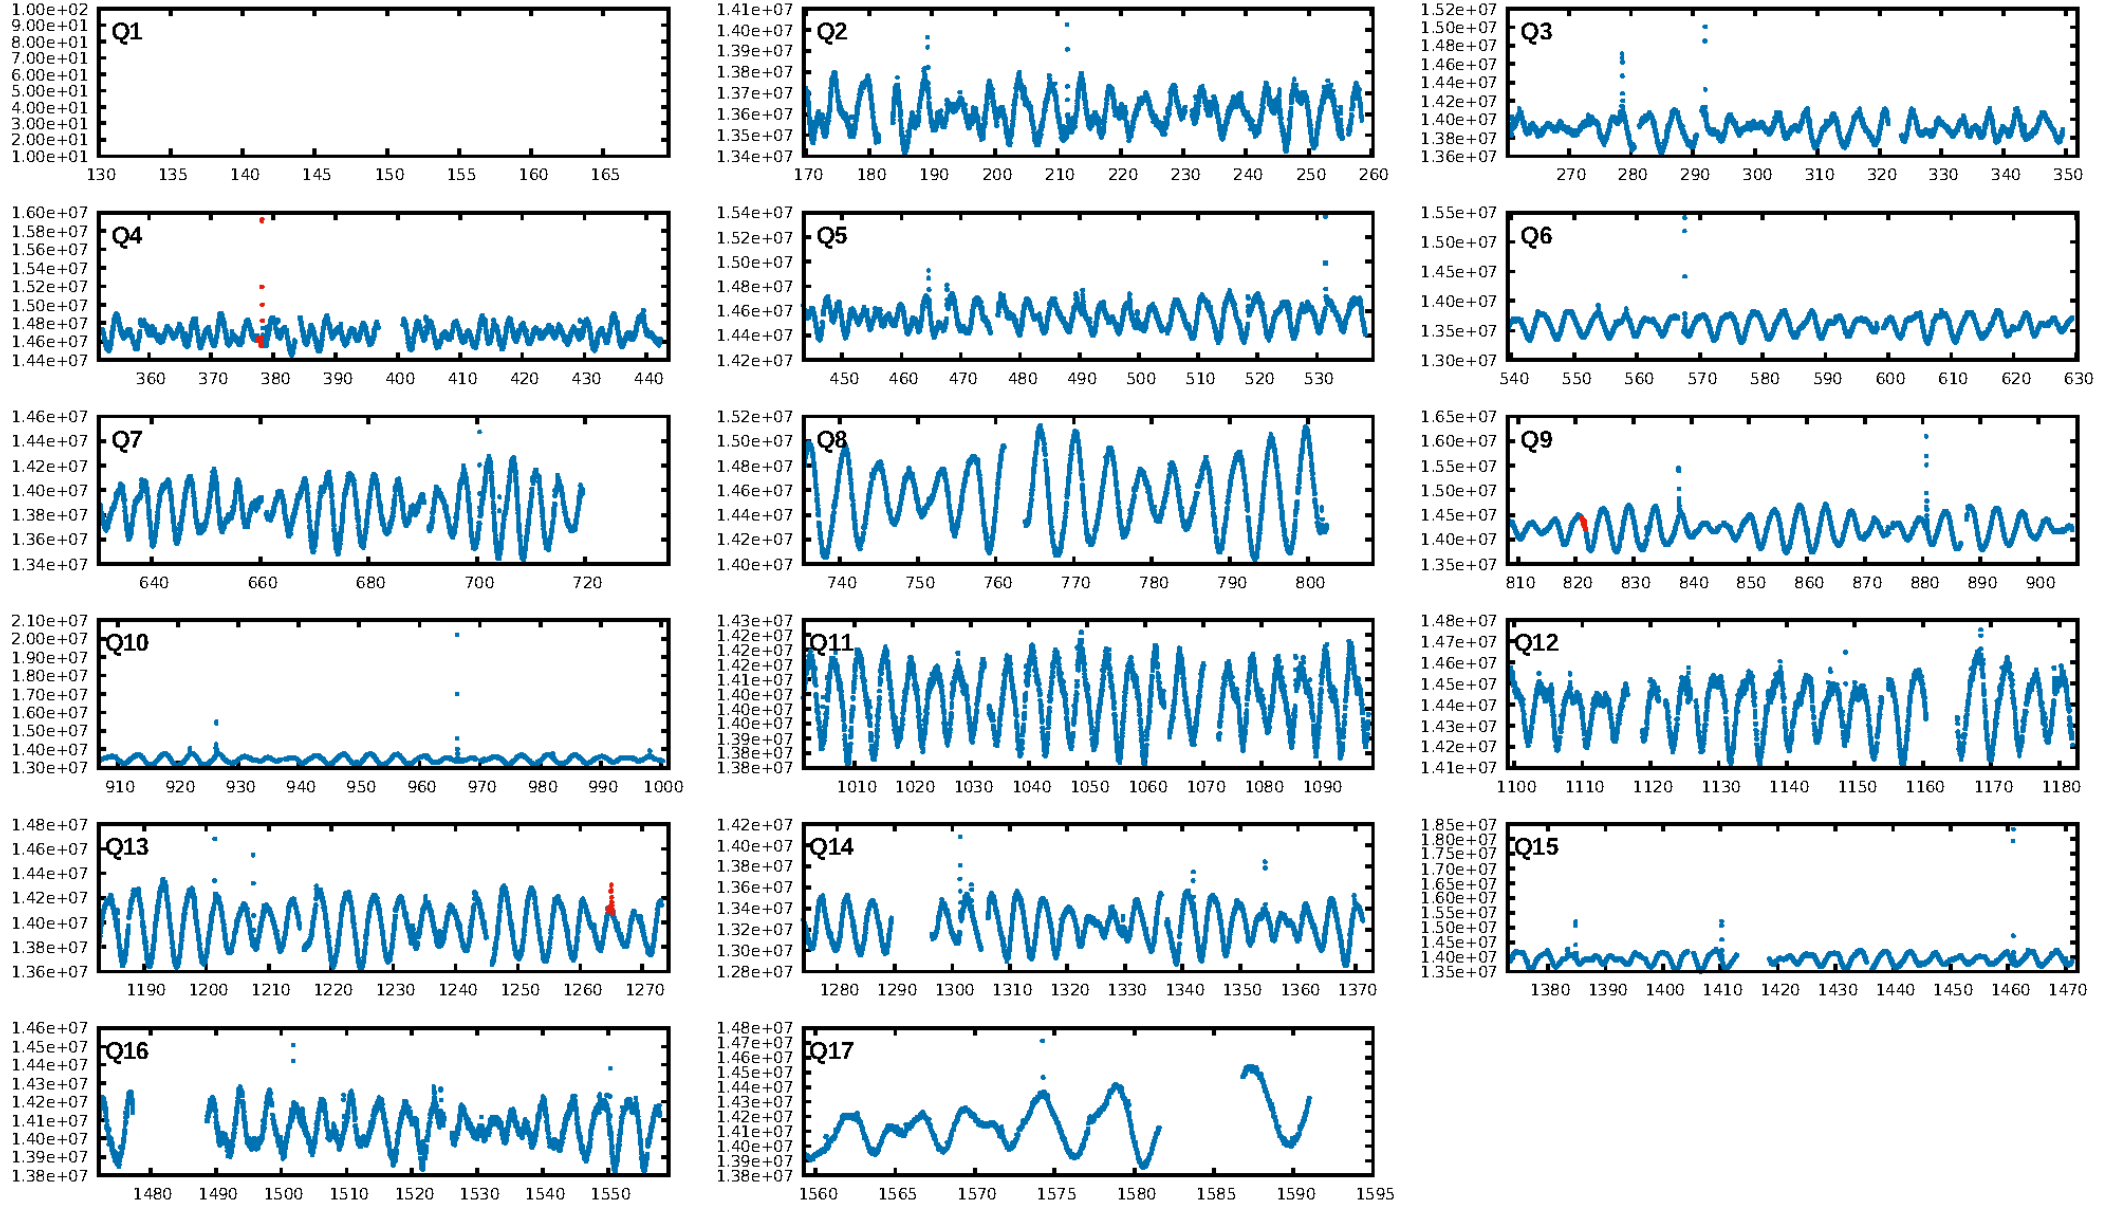 Q1
1.00e+02
9.00e+01
8.00e+01
7.00e+01
6.00e+01
5.00e+01
4.00e+01
3.00e+01
2.00e+01
1.00e+01
130 135 140 145 150 155 160 165
Q2
1.41e+07
1.40e+07
1.39e+07
1.38e+07
1.37e+07
1.36e+07
1.35e+07
1.34e+07
170 180 190 200 210 220 230 240 250 260
Q3
1.52e+07
1.50e+07
1.48e+07
1.46e+07
1.44e+07
1.42e+07
1.40e+07
1.38e+07
1.36e+07
270 280 290 300 310 320 330 340 350
Q4
1.60e+07
1.58e+07
1.56e+07
1.54e+07
1.52e+07
1.50e+07
1.48e+07
1.46e+07
1.44e+07
360 370 380 390 400 410 420 430 440
Q5
1.54e+07
1.52e+07
1.50e+07
1.48e+07
1.46e+07
1.44e+07
1.42e+07
450 460 470 480 490 500 510 520 530
Q6
1.55e+07
1.50e+07
1.45e+07
1.40e+07
1.35e+07
1.30e+07
540 550 560 570 580 590 600 610 620 630
Q7
1.46e+07
1.44e+07
1.42e+07
1.40e+07
1.38e+07
1.36e+07
1.34e+07
640 660 680 700 720
Q8
1.52e+07
1.50e+07
1.48e+07
1.46e+07
1.44e+07
1.42e+07
1.40e+07
740 750 760 770 780 790 800
Q9
1.65e+07
1.60e+07
1.55e+07
1.50e+07
1.45e+07
1.40e+07
1.35e+07
810 820 830 840 850 860 870 880 890 900
Q10
2.10e+07
2.00e+07
1.90e+07
1.80e+07
1.70e+07
1.60e+07
1.50e+07
1.40e+07
1.30e+07
910 920 930 940 950 960 970 980 990 1000
Q11
1.43e+07
1.42e+07
1.42e+07
1.41e+07
1.41e+07
1.40e+07
1.40e+07
1.39e+07
1.39e+07
1.38e+07
1.38e+07
1010 1020 1030 1040 1050 1060 1070 1080 1090
Q12
1.48e+07
1.47e+07
1.46e+07
1.45e+07
1.44e+07
1.43e+07
1.42e+07
1.41e+07
1100 1110 1120 1130 1140 1150 1160 1170 1180
Q13
1.48e+07
1.46e+07
1.44e+07
1.42e+07
1.40e+07
1.38e+07
1.36e+07
1190 1200 1210 1220 1230 1240 1250 1260 1270
Q14
1.42e+07
1.40e+07
1.38e+07
1.36e+07
1.34e+07
1.32e+07
1.30e+07
1.28e+07
1280 1290 1300 1310 1320 1330 1340 1350 1360 1370
Q15
1.85e+07
1.80e+07
1.75e+07
1.70e+07
1.65e+07
1.60e+07
1.55e+07
1.50e+07
1.45e+07
1.40e+07
1.35e+07
1380 1390 1400 1410 1420 1430 1440 1450 1460 1470
Q16
1.46e+07
1.45e+07
1.44e+07
1.43e+07
1.42e+07
1.41e+07
1.40e+07
1.39e+07
1.38e+07
1480 1490 1500 1510 1520 1530 1540 1550
Q17
1.48e+07
1.47e+07
1.46e+07
1.45e+07
1.44e+07
1.43e+07
1.42e+07
1.41e+07
1.40e+07
1.39e+07
1.38e+07
1560 1565 1570 1575 1580 1585 1590 1595